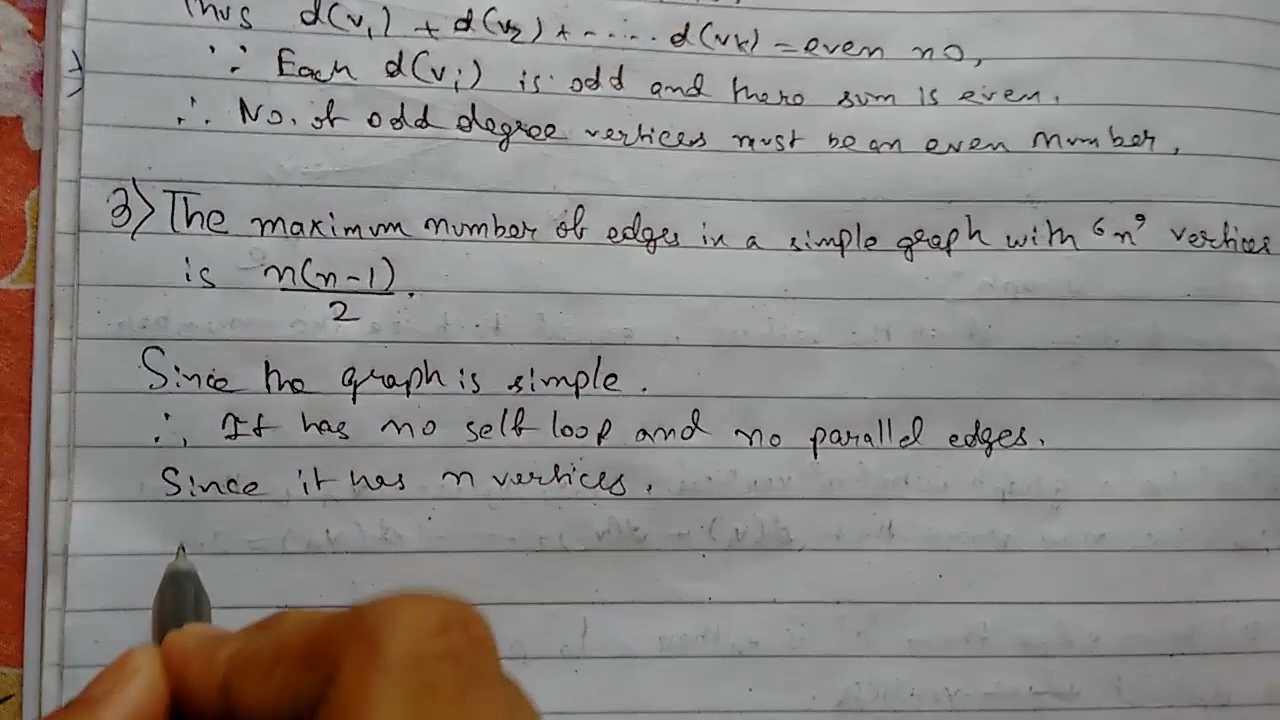 Thus d(v₁) + d(v₂) + ..... d(vₖ) = even no,
∵ Each d(vᵢ) is odd and there sum is even.
∴ No. of odd degree vertices must be an even number,
3) The maximum number of edges in a simple graph with 'n' vertices
is n(n-1)/2.
Since the graph is simple.
∴ It has no self loop and no parallel edges.
Since it has n vertices,